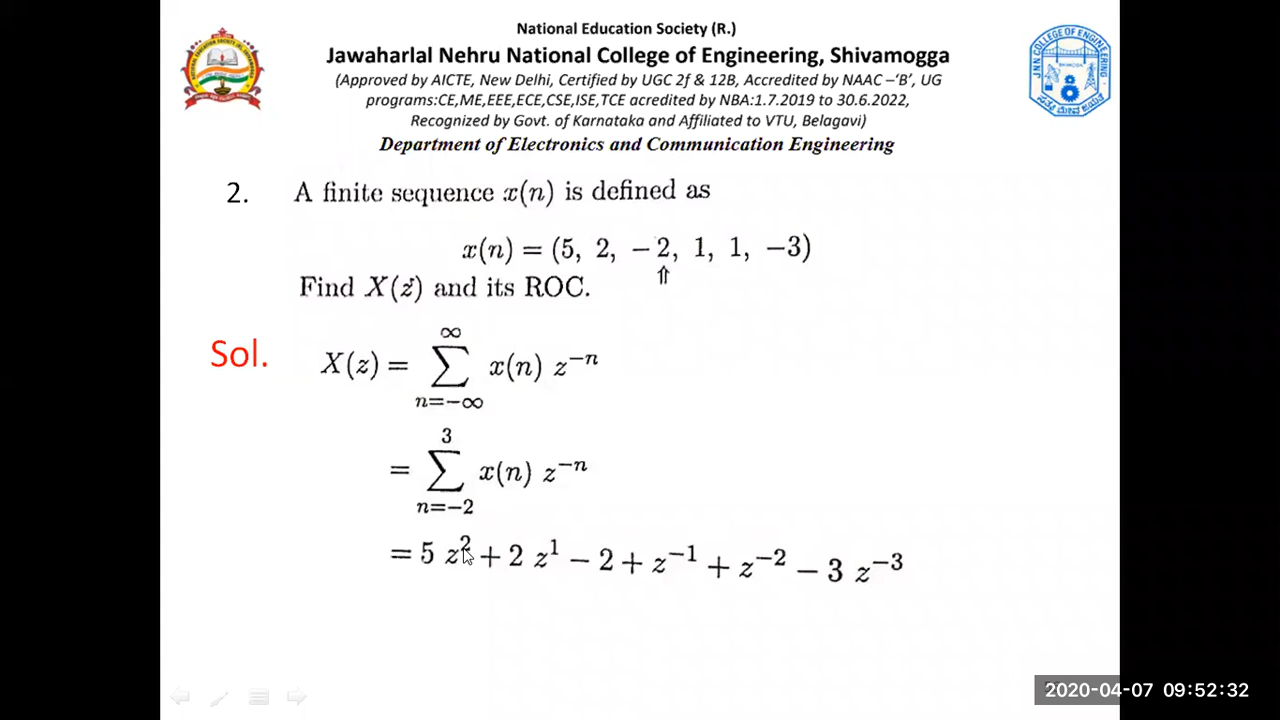 National Education Society (R.)
Jawaharlal Nehru National College of Engineering, Shivamogga
(Approved by AICTE, New Delhi, Certified by UGC 2f & 12B, Accredited by NAAC –‘B’, UG
programs:CE,ME,EEE,ECE,CSE,ISE,TCE acredited by NBA:1.7.2019 to 30.6.2022,
Recognized by Govt. of Karnataka and Affiliated to VTU, Belagavi)
Department of Electronics and Communication Engineering
2. A finite sequence x(n) is defined as
x(n) = (5, 2, −2, 1, 1, −3)
⇑
Find X(z) and its ROC.
Sol. X(z) = ∑_{n=−∞}^{∞} x(n) z^{−n}
= ∑_{n=−2}^{3} x(n) z^{−n}
= 5 z^2 + 2 z^1 − 2 + z^{−1} + z^{−2} − 3 z^{−3}
2020-04-07 09:52:32